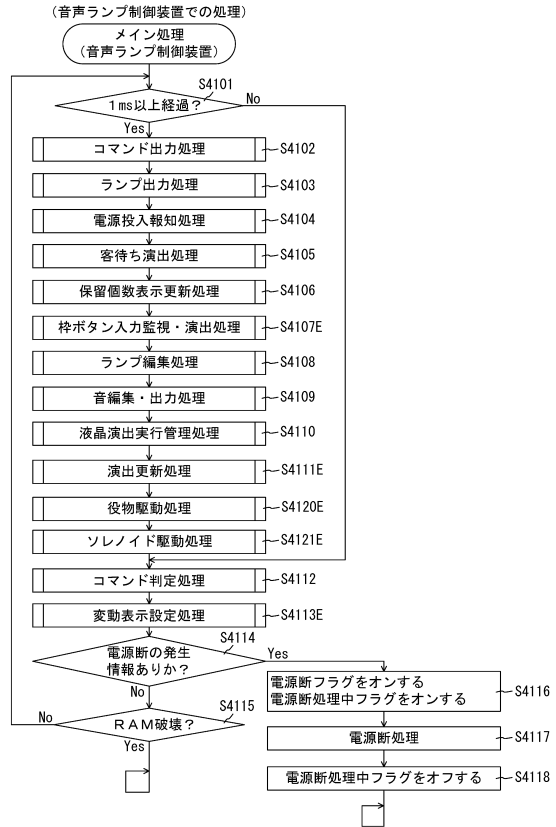 (音声ランプ制御装置での処理)
メイン処理
(音声ランプ制御装置)
S4101
1ms以上経過?
No
Yes
コマンド出力処理 S4102
ランプ出力処理 S4103
電源投入報知処理 S4104
客待ち演出処理 S4105
保留個数表示更新処理 S4106
枠ボタン入力監視・演出処理 S4107E
ランプ編集処理 S4108
音編集・出力処理 S4109
液晶演出実行管理処理 S4110
演出更新処理 S4111E
役物駆動処理 S4120E
ソレノイド駆動処理 S4121E
コマンド判定処理 S4112
変動表示設定処理 S4113E
S4114
電源断の発生
情報ありか?
Yes
No
電源断フラグをオンする
電源断処理中フラグをオンする
S4116
S4115
RAM破壊?
No
Yes
電源断処理 S4117
電源断処理中フラグをオフする S4118